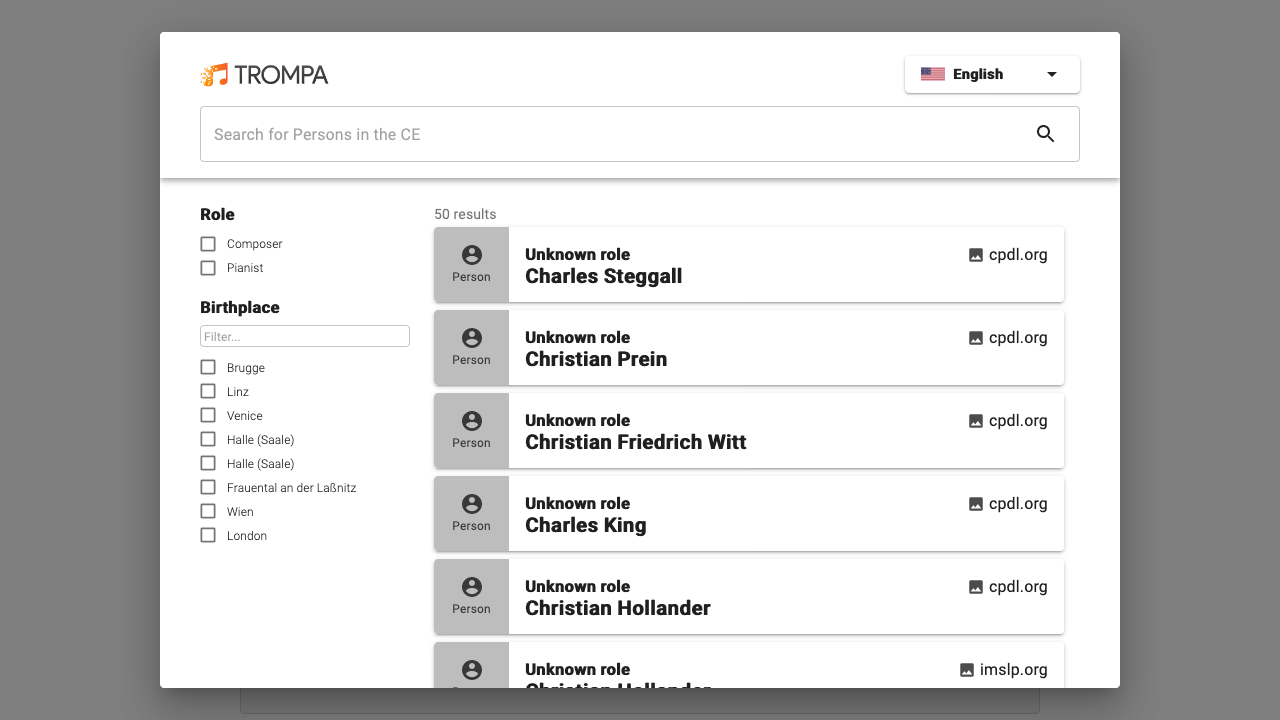 TROMPA
English
Search for Persons in the CE
Role
Composer
Pianist
Birthplace
Filter...
Brugge
Linz
Venice
Halle (Saale)
Halle (Saale)
Frauental an der Laßnitz
Wien
London
50 results
Person
Unknown role
Charles Steggall
cpdl.org
Person
Unknown role
Christian Prein
cpdl.org
Person
Unknown role
Christian Friedrich Witt
cpdl.org
Person
Unknown role
Charles King
cpdl.org
Person
Unknown role
Christian Hollander
cpdl.org
Unknown role
Christian Hollander
imslp.org